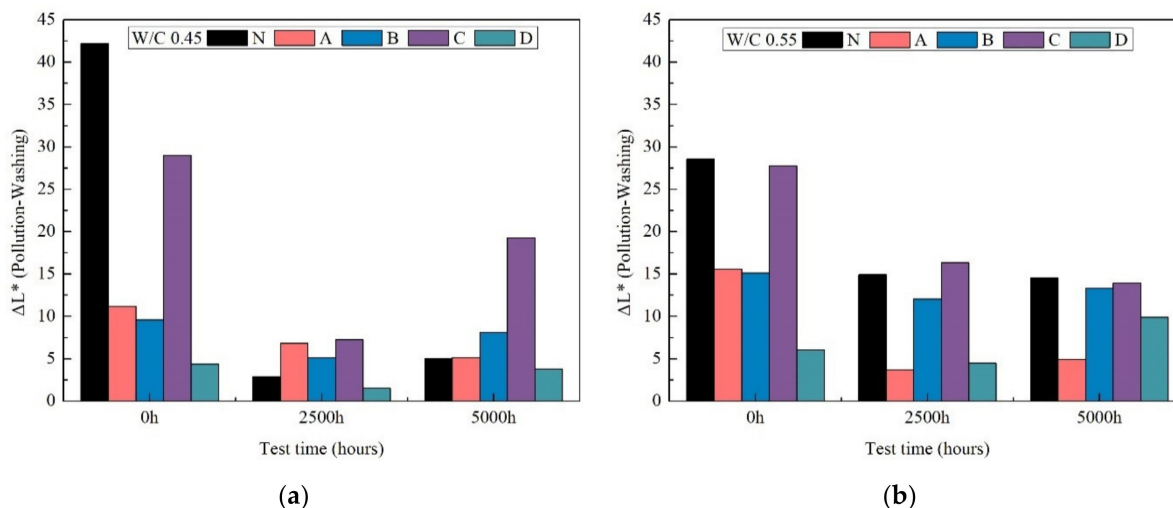 45
40
35
30
25
20
15
10
5
0
ΔL* (Pollution-Washing)
W/C 0.45 N A B C D
0h 2500h 5000h
Test time (hours)
(a)
45
40
35
30
25
20
15
10
5
0
ΔL* (Pollution-Washing)
W/C 0.55 N A B C D
0h 2500h 5000h
Test time (hours)
(b)